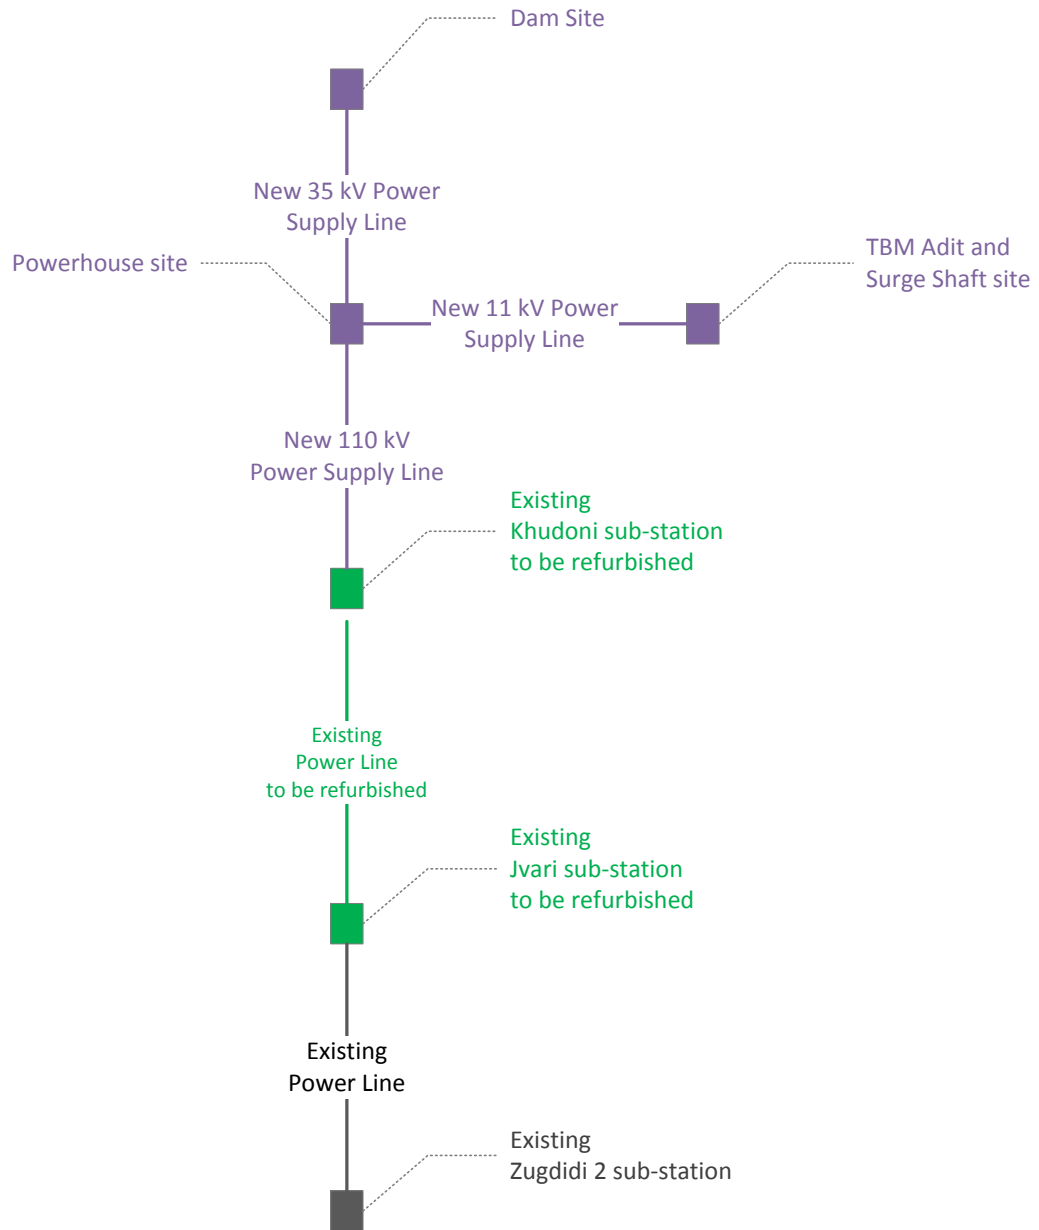 Dam Site
New 35 kV Power
Supply Line
Powerhouse site
TBM Adit and
Surge Shaft site
New 11 kV Power
Supply Line
New 110 kV
Power Supply Line
Existing
Khudoni sub-station
to be refurbished
Existing
Power Line
to be refurbished
Existing
Jvari sub-station
to be refurbished
Existing
Power Line
Existing
Zugdidi 2 sub-station